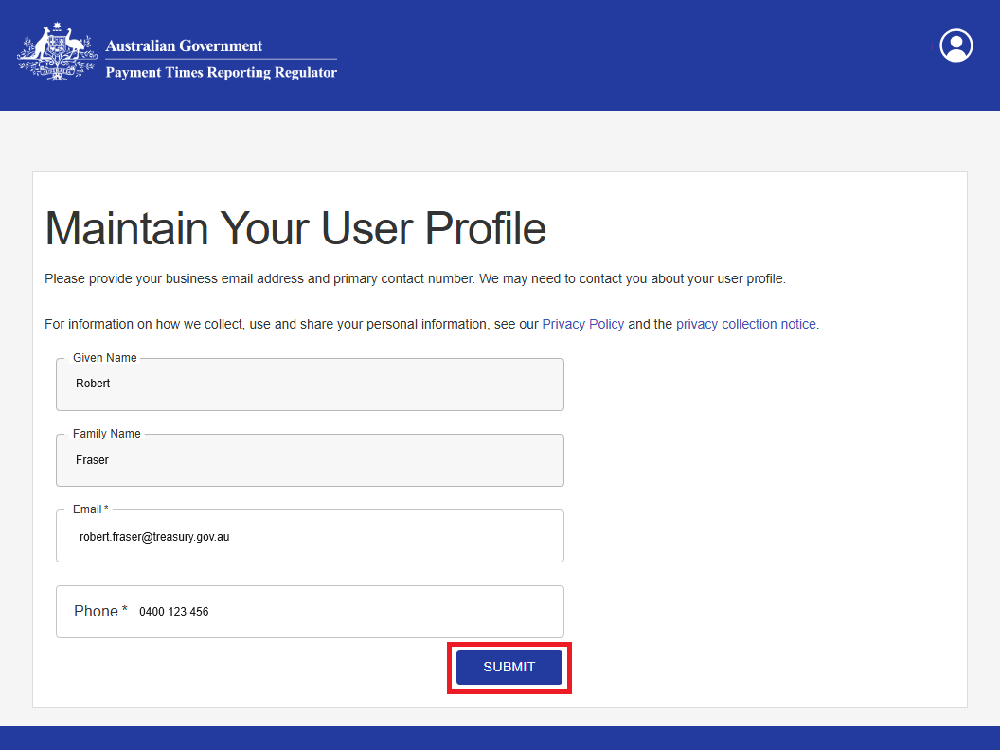 Australian Government
Payment Times Reporting Regulator
Maintain Your User Profile
Please provide your business email address and primary contact number. We may need to contact you about your user profile.
For information on how we collect, use and share your personal information, see our Privacy Policy and the privacy collection notice.
Given Name
Robert
Family Name
Fraser
Email *
robert.fraser@treasury.gov.au
Phone * 0400 123 456
SUBMIT